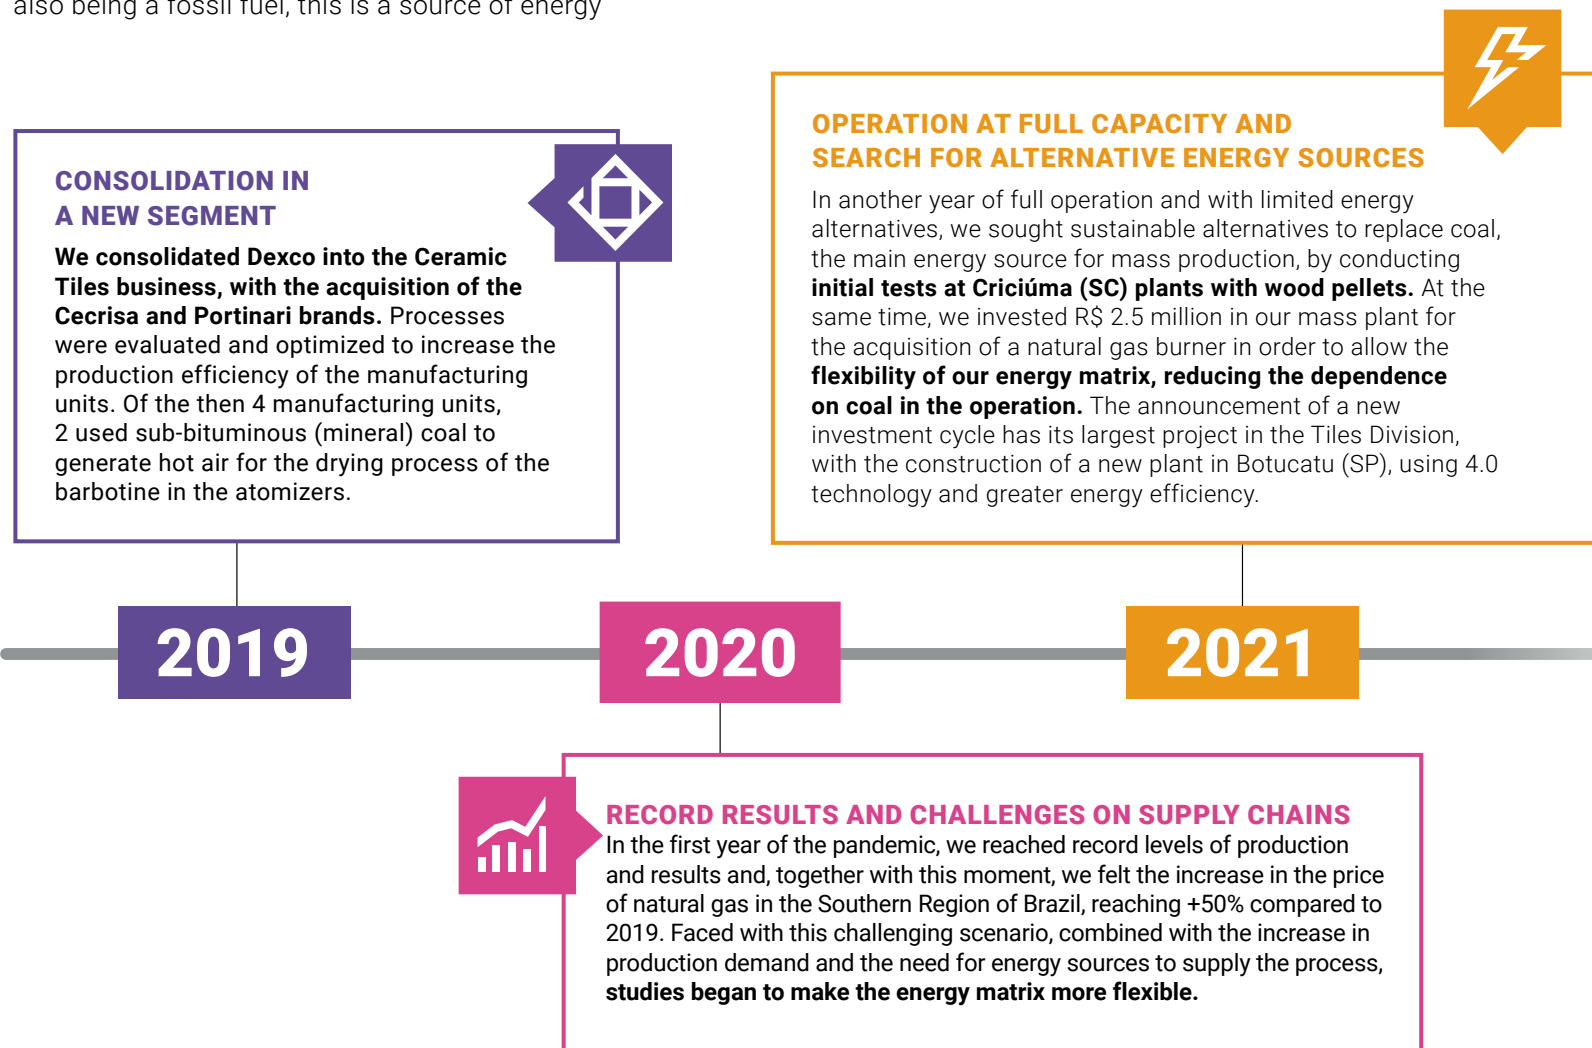 also being a fossil fuel, this is a source of energy
CONSOLIDATION IN
A NEW SEGMENT
We consolidated Dexco into the Ceramic
Tiles business, with the acquisition of the
Cecrisa and Portinari brands. Processes
were evaluated and optimized to increase the
production efficiency of the manufacturing
units. Of the then 4 manufacturing units,
2 used sub-bituminous (mineral) coal to
generate hot air for the drying process of the
barbotine in the atomizers.
OPERATION AT FULL CAPACITY AND
SEARCH FOR ALTERNATIVE ENERGY SOURCES
In another year of full operation and with limited energy
alternatives, we sought sustainable alternatives to replace coal,
the main energy source for mass production, by conducting
initial tests at Criciúma (SC) plants with wood pellets. At the
same time, we invested R$ 2.5 million in our mass plant for
the acquisition of a natural gas burner in order to allow the
flexibility of our energy matrix, reducing the dependence
on coal in the operation. The announcement of a new
investment cycle has its largest project in the Tiles Division,
with the construction of a new plant in Botucatu (SP), using 4.0
technology and greater energy efficiency.
2019
2020
2021
RECORD RESULTS AND CHALLENGES ON SUPPLY CHAINS
In the first year of the pandemic, we reached record levels of production
and results and, together with this moment, we felt the increase in the price
of natural gas in the Southern Region of Brazil, reaching +50% compared to
2019. Faced with this challenging scenario, combined with the increase in
production demand and the need for energy sources to supply the process,
studies began to make the energy matrix more flexible.